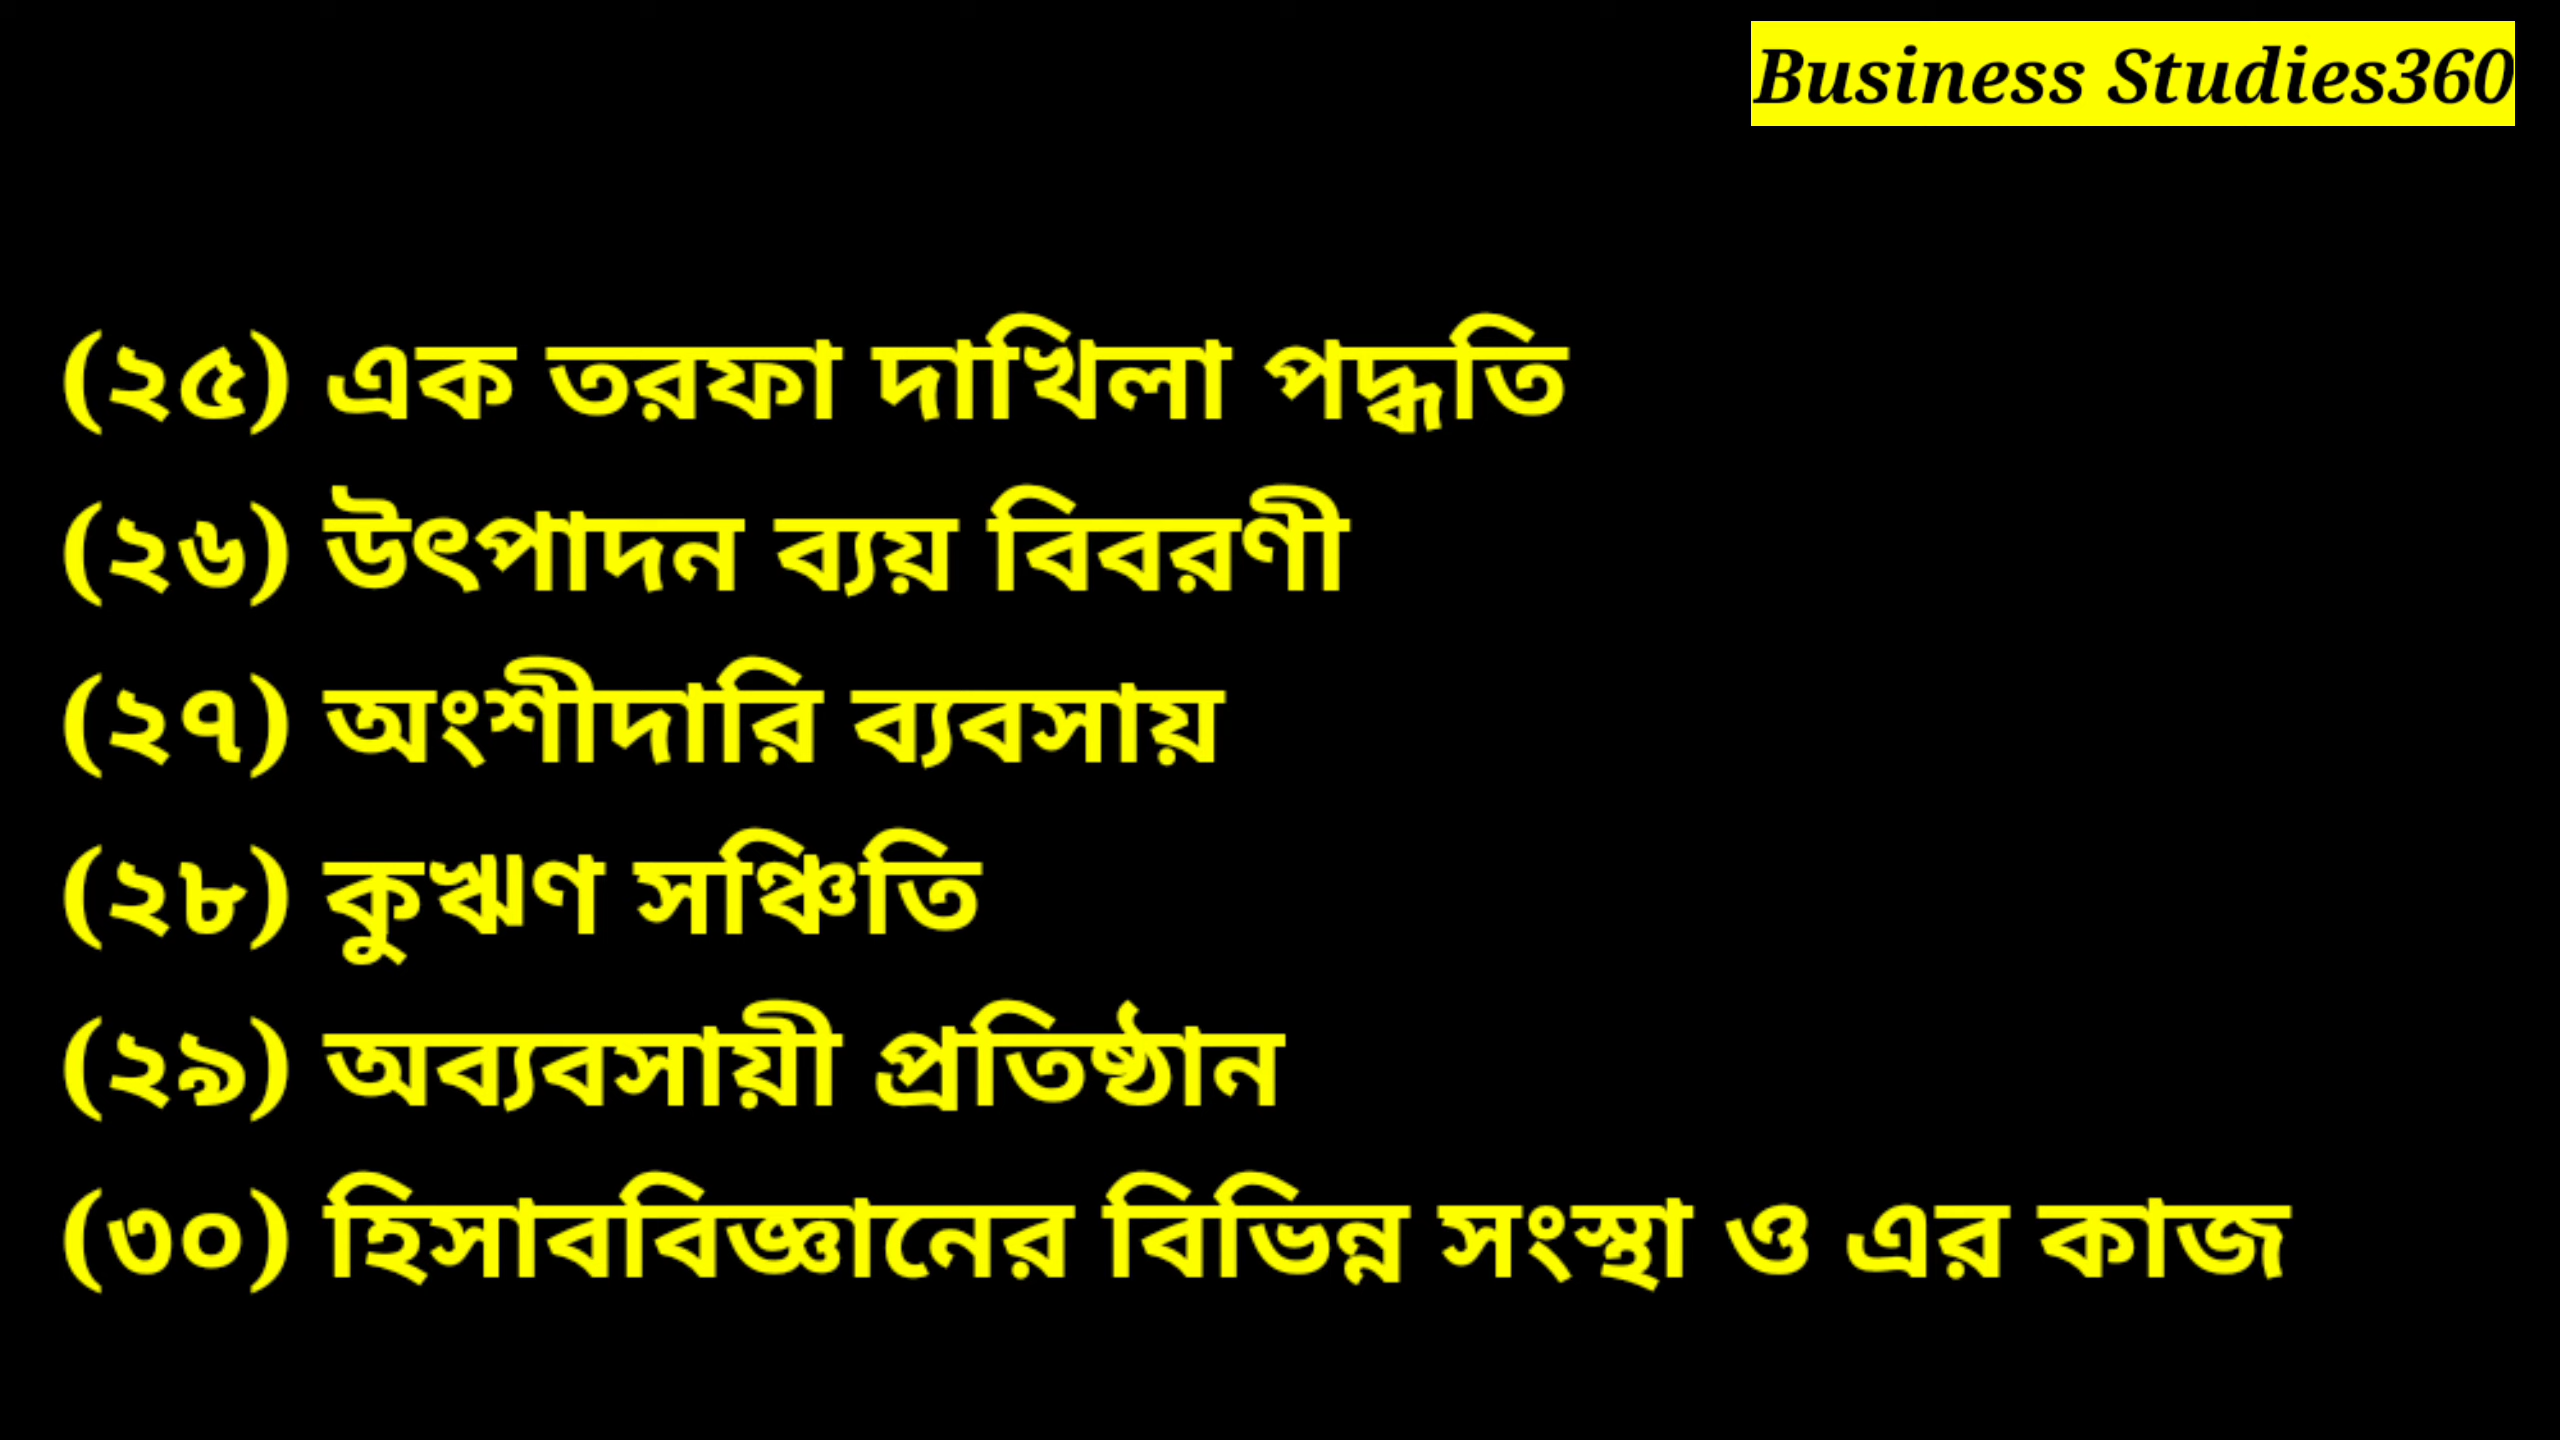 Business Studies360
(২৫) এক তরফা দাখিলা পদ্ধতি
(২৬) উৎপাদন ব্যয় বিবরণী
(২৭) অংশীদারি ব্যবসায়
(২৮) কুঋণ সঞ্চিতি
(২৯) অব্যবসায়ী প্রতিষ্ঠান
(৩০) হিসাববিজ্ঞানের বিভিন্ন সংস্থা ও এর কাজ